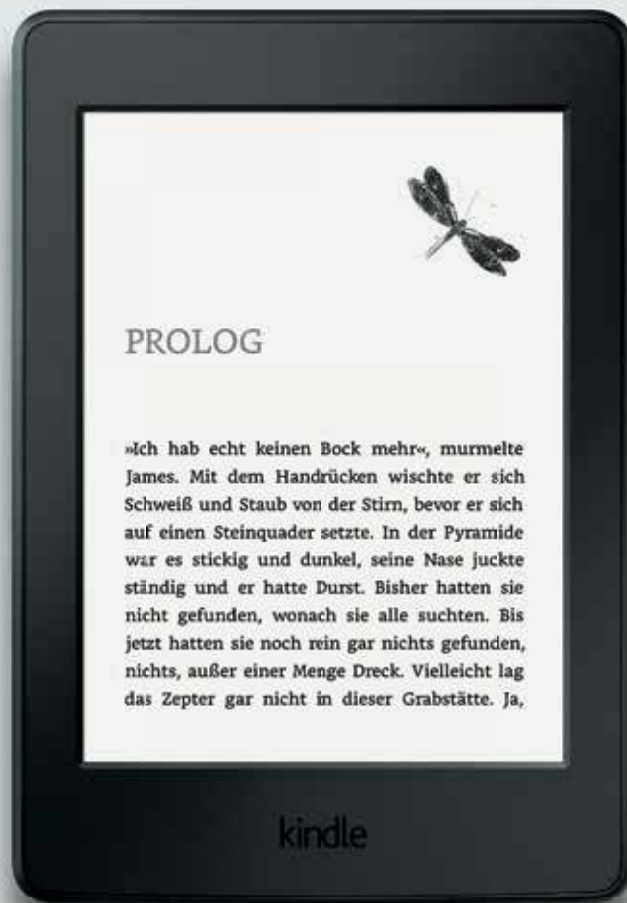 PROLOG
»Ich hab echt keinen Bock mehr«, murmelte
James. Mit dem Handrücken wischte er sich
Schweiß und Staub von der Stirn, bevor er sich
auf einen Steinquader setzte. In der Pyramide
war es stickig und dunkel, seine Nase juckte
ständig und er hatte Durst. Bisher hatten sie
nicht gefunden, wonach sie alle suchten. Bis
jetzt hatten sie noch rein gar nichts gefunden,
nichts, außer einer Menge Dreck. Vielleicht lag
das Zepter gar nicht in dieser Grabstätte. Ja,
kindle